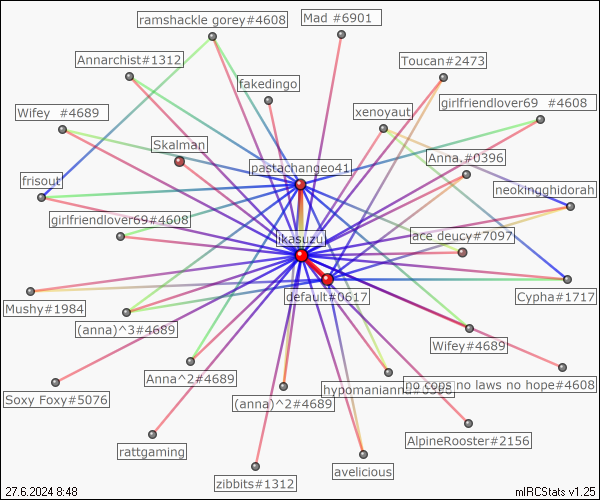 ramshackle gorey#4608
Mad #6901
Annarchist#1312
Toucan#2473
fakedingo
girlfriendlover69 #4608
Wifey #4689
xenoyaut
Skalman
Anna.#0396
pastachangeo41
frisout
neokingghidorah
girlfriendlover69#4608
ikasuzu
ace deucy#7097
default#0617
Cypha#1717
Mushy#1984
(anna)^3#4689
Wifey#4689
Anna^2#4689
hypomanianna#0396
no cops no laws no hope#4608
Soxy Foxy#5076
(anna)^2#4689
AlpineRooster#2156
rattgaming
avelicious
zibbits#1312
27.6.2024 8:48
mIRCStats v1.25